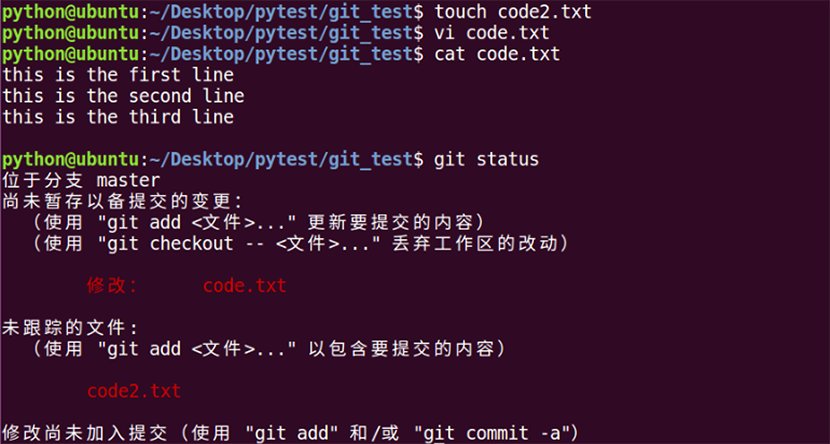 python@ubuntu:~/Desktop/pytest/git_test$ touch code2.txt
python@ubuntu:~/Desktop/pytest/git_test$ vi code.txt
python@ubuntu:~/Desktop/pytest/git_test$ cat code.txt
this is the first line
this is the second line
this is the third line
python@ubuntu:~/Desktop/pytest/git_test$ git status
位于分支 master
尚未暂存以备提交的变更：
（使用 "git add <文件>..." 更新要提交的内容）
（使用 "git checkout -- <文件>..." 丢弃工作区的改动）
修改： code.txt
未跟踪的文件:
（使用 "git add <文件>..." 以包含要提交的内容）
code2.txt
修改尚未加入提交（使用 "git add" 和/或 "git commit -a"）